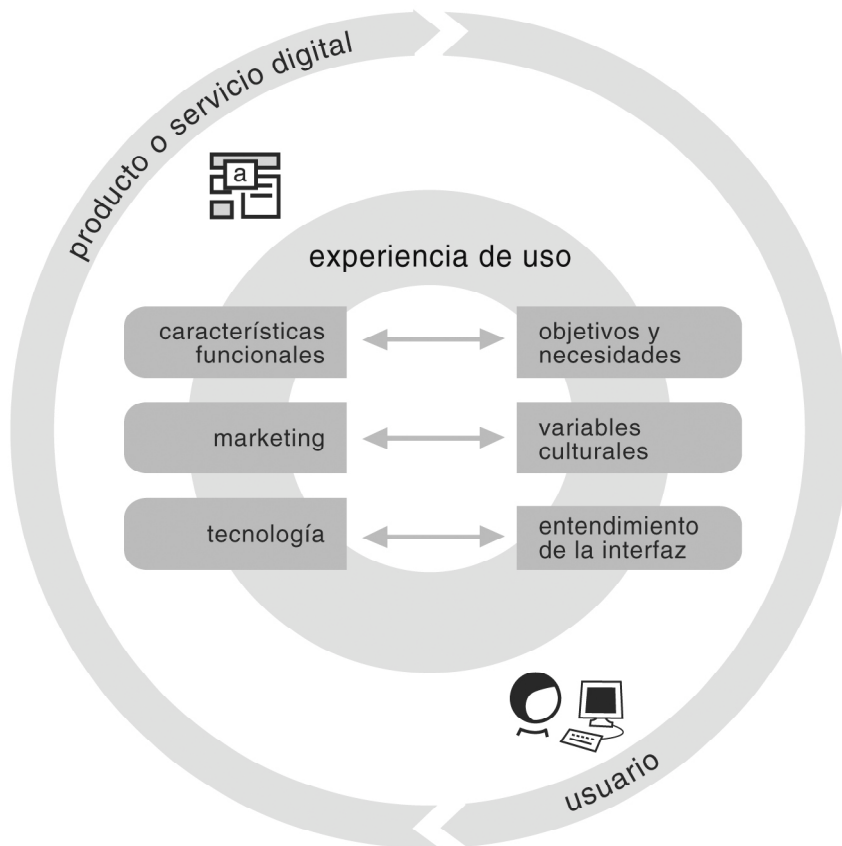 producto o servicio digital
a
experiencia de uso
características
funcionales
objetivos y
necesidades
marketing
variables
culturales
tecnología
entendimiento
de la interfaz
usuario